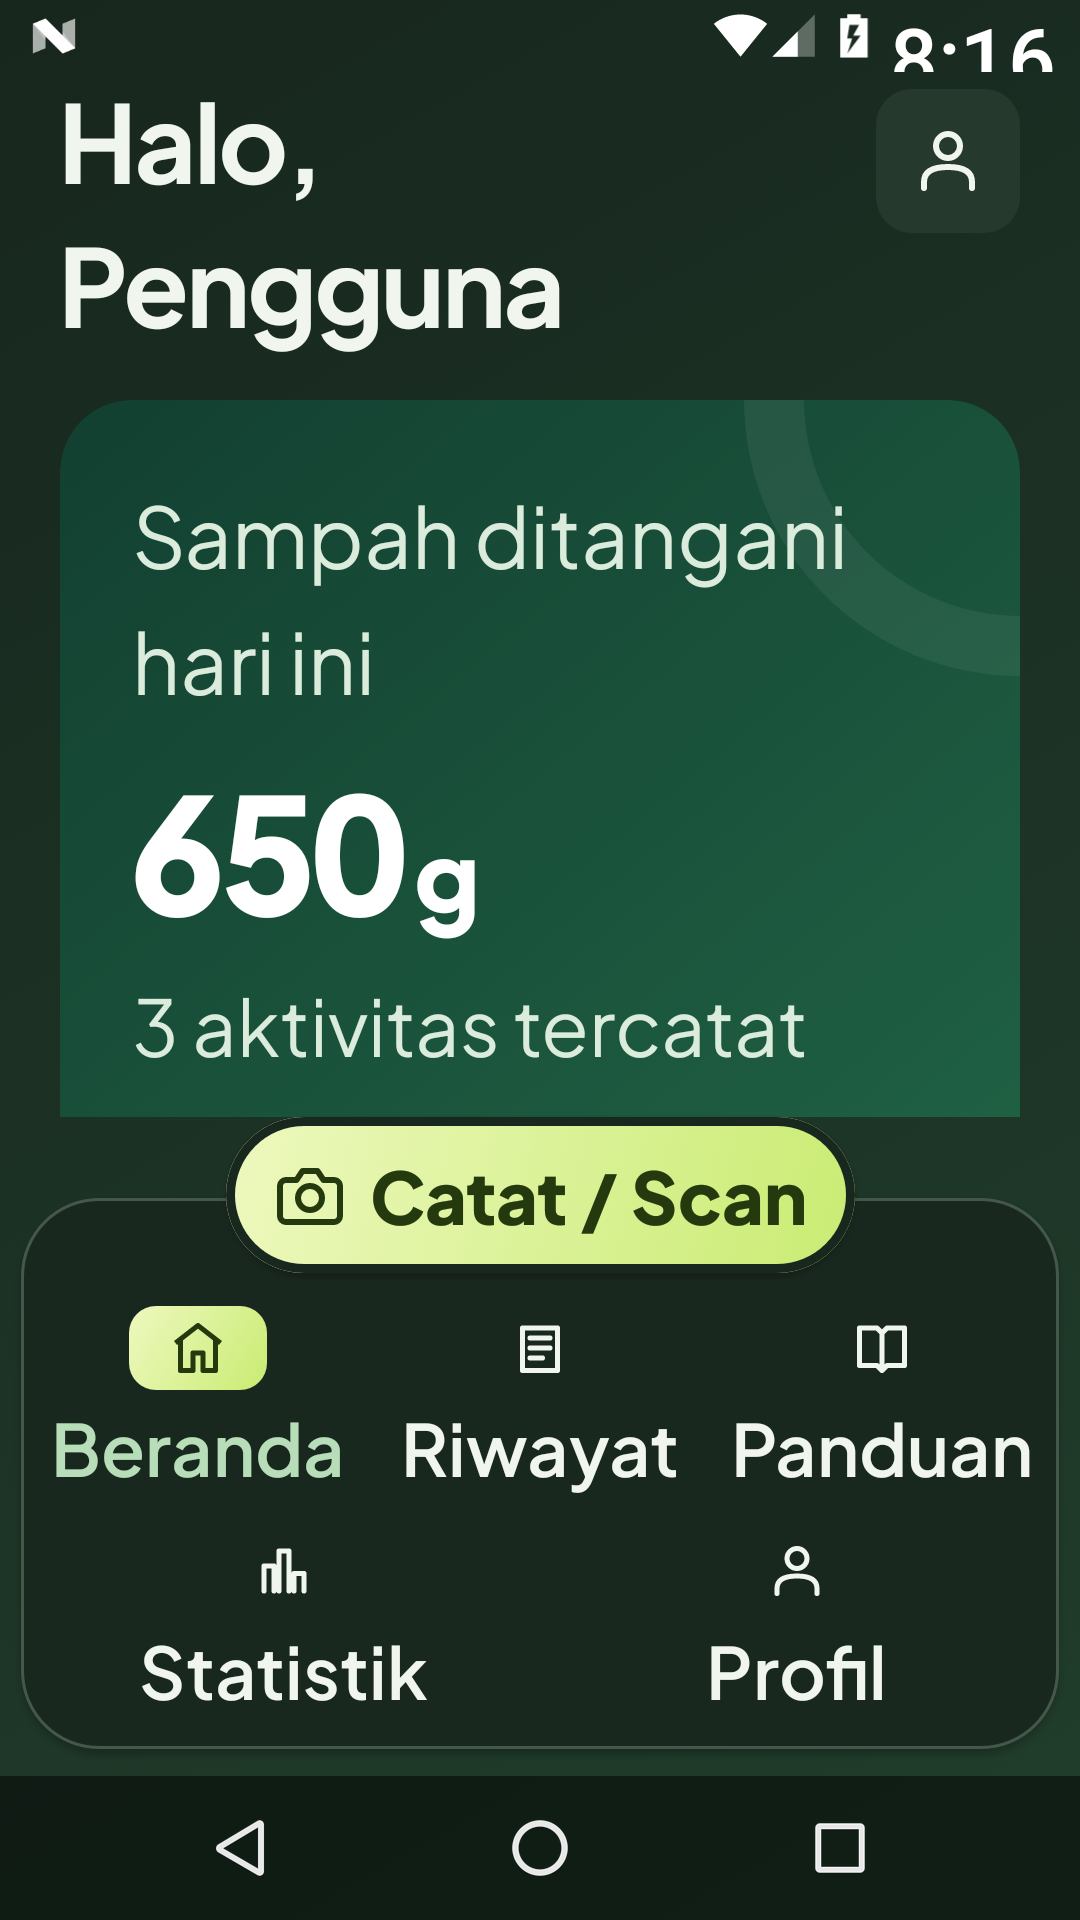 8:16
Halo,
Pengguna
Sampah ditangani
hari ini
650g
3 aktivitas tercatat
Catat / Scan
Beranda
Riwayat
Panduan
Statistik
Profil